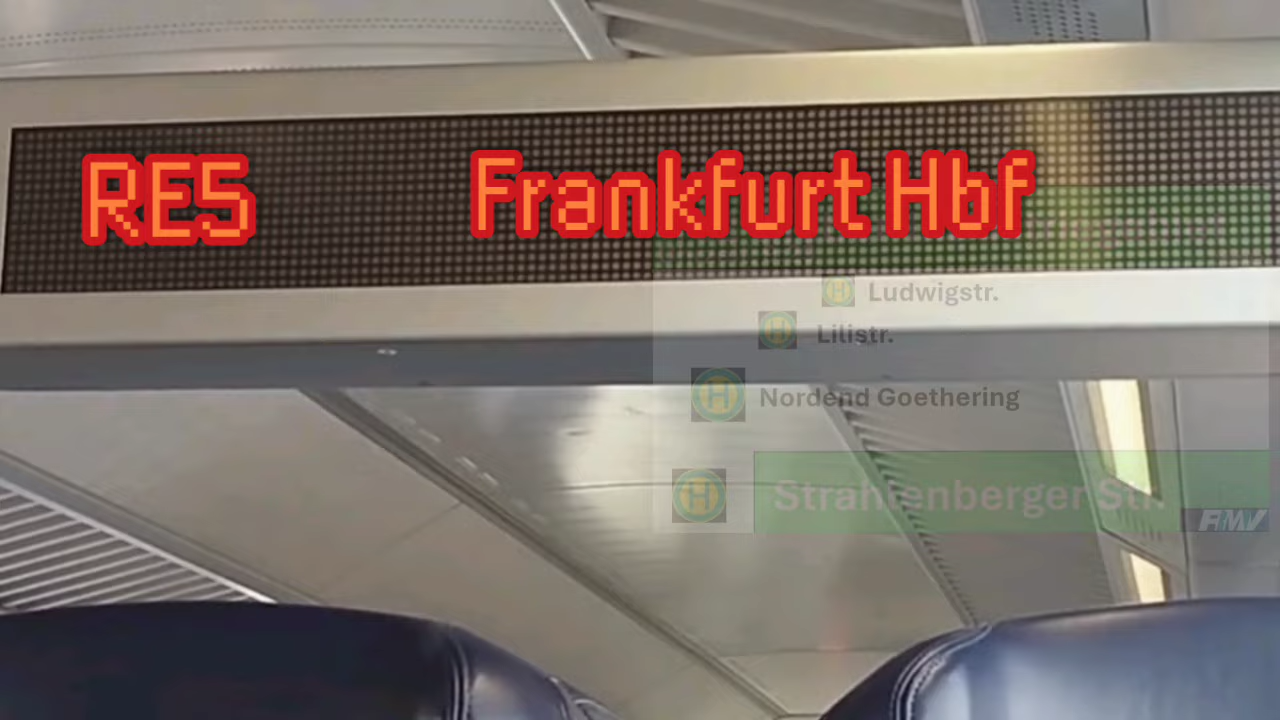 RE5 Frankfurt Hbf
H Ludwigstr.
H Lilistr.
H Nordend Goethering
H Strahlenberger Str.
RMV